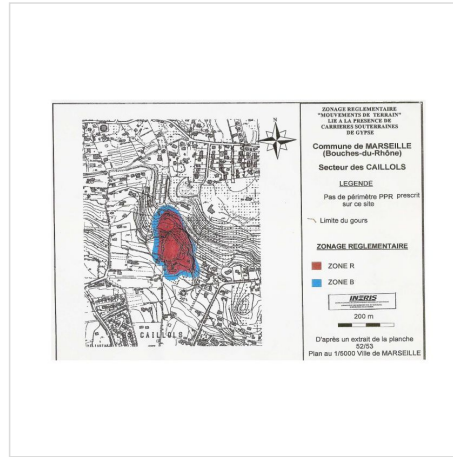 ZONAGE REGLEMENTAIRE
"MOUVEMENTS DE TERRAIN"
LIE A LA PRESENCE DE
CARRIERES SOUTERRAINES
DE GYPSE
Commune de MARSEILLE
(Bouches-du-Rhône)
Secteur des CAILLOLS
LEGENDE
Pas de périmètre PPR prescrit
sur ce site
Limite du gours
ZONAGE REGLEMENTAIRE
ZONE R
ZONE B
INERIS
200 m
D'après un extrait de la planche
52/53
Plan au 1/5000 Ville de MARSEILLE
N
CAILLOLS